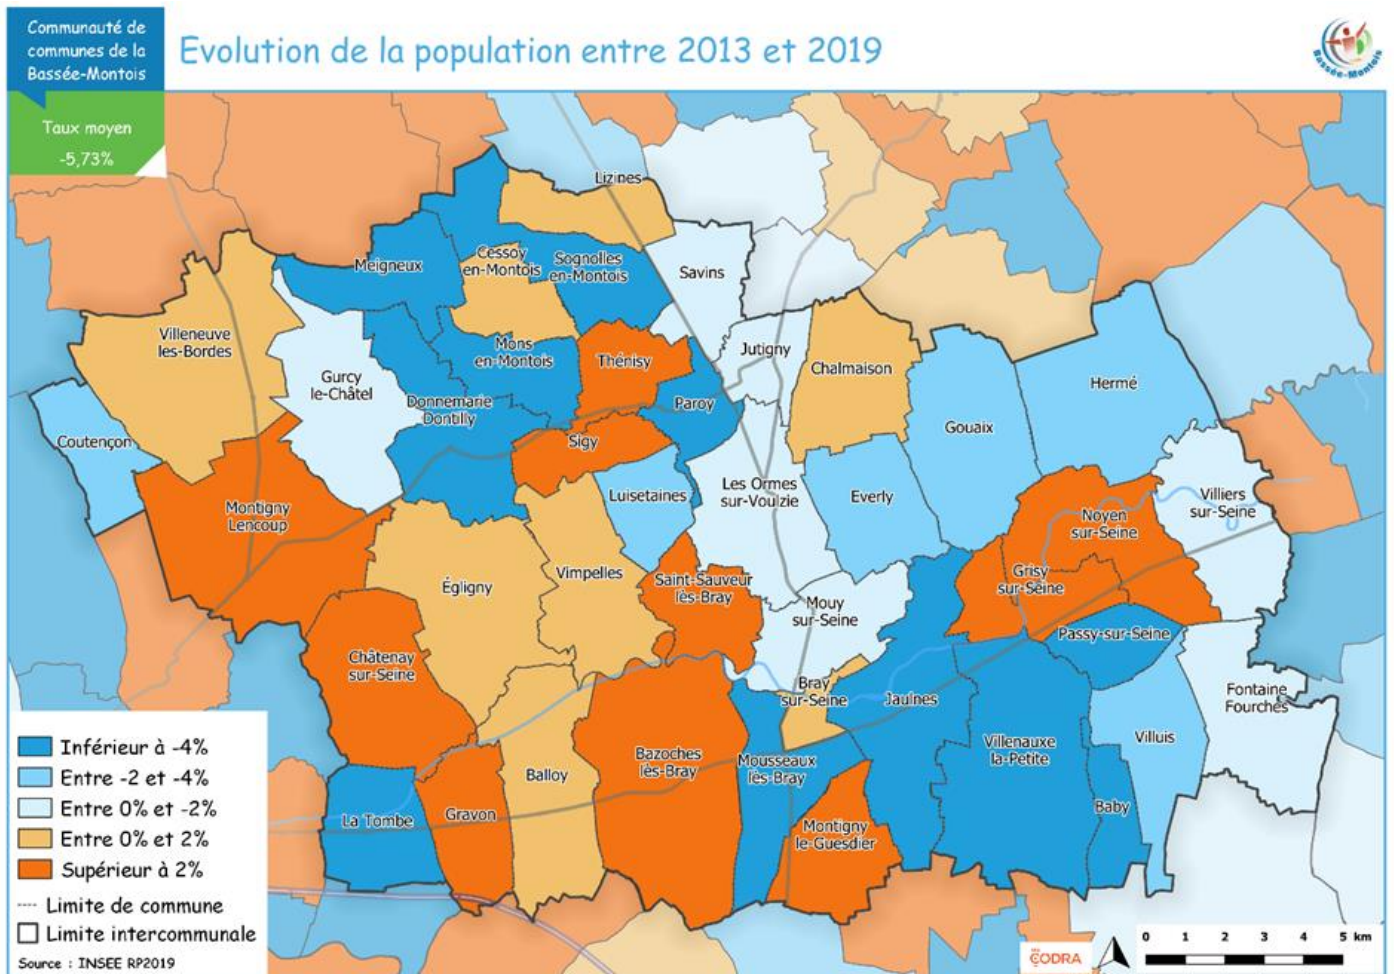 Communauté de
communes de la
Bassée-Montois
Evolution de la population entre 2013 et 2019
Bassée-Montois
Taux moyen
-5,73%
Lizines
Meigneux
Cessoy
en-Montois
Sognolles
en-Montois
Savins
Villeneuve
les-Bordes
Mons
en-Montois
Thénisy
Jutigny
Chalmaison
Hermé
Gurcy
le-Châtel
Donnemarie
Dontilly
Paroy
Coutençon
Sigy
Gouaix
Luisetaines
Les Ormes
sur-Voulzie
Everly
Villiers
sur-Seine
Montigny
Lencoup
Noyen
sur-Seine
Égligny
Vimpelles
Saint-Sauveur
lès-Bray
Grisy
sur-Seine
Mouy
sur-Seine
Passy-sur-Seine
Châtenay
sur-Seine
Bray
sur-Seine
Jaulnes
Fontaine
Fourches
Bazoches
lès-Bray
Mousseaux
lès-Bray
Villenauxe
la-Petite
Villuis
Balloy
La Tombe
Gravon
Montigny
le-Guesdier
Baby
Inférieur à -4%
Entre -2 et -4%
Entre 0% et -2%
Entre 0% et 2%
Supérieur à 2%
Limite de commune
Limite intercommunale
Source : INSEE RP2019
CODRA
0 1 2 3 4 5 km